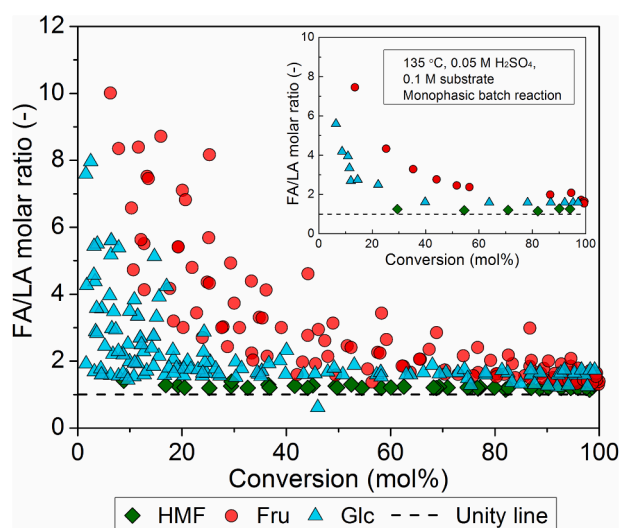 12
10
8
6
4
2
0
FA/LA molar ratio (-)
0 20 40 60 80 100
Conversion (mol%)
10
8
6
4
2
0
FA/LA molar ratio (-)
135 °C, 0.05 M H₂SO₄,
0.1 M substrate
Monophasic batch reaction
0 20 40 60 80 100
Conversion (mol%)
HMF Fru Glc Unity line